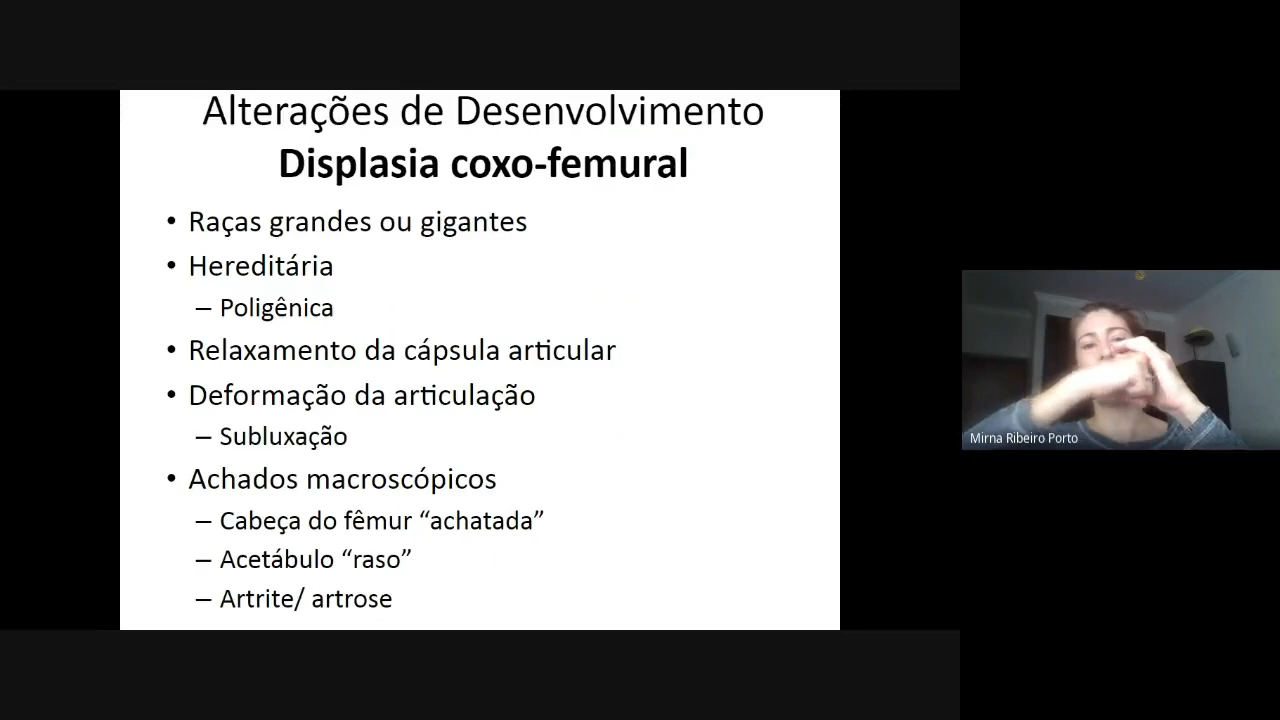 Alterações de Desenvolvimento
Displasia coxo-femural
• Raças grandes ou gigantes
• Hereditária
– Poligênica
• Relaxamento da cápsula articular
• Deformação da articulação
– Subluxação
• Achados macroscópicos
– Cabeça do fêmur “achatada”
– Acetábulo “raso”
– Artrite/ artrose
Mirna Ribeiro Porto